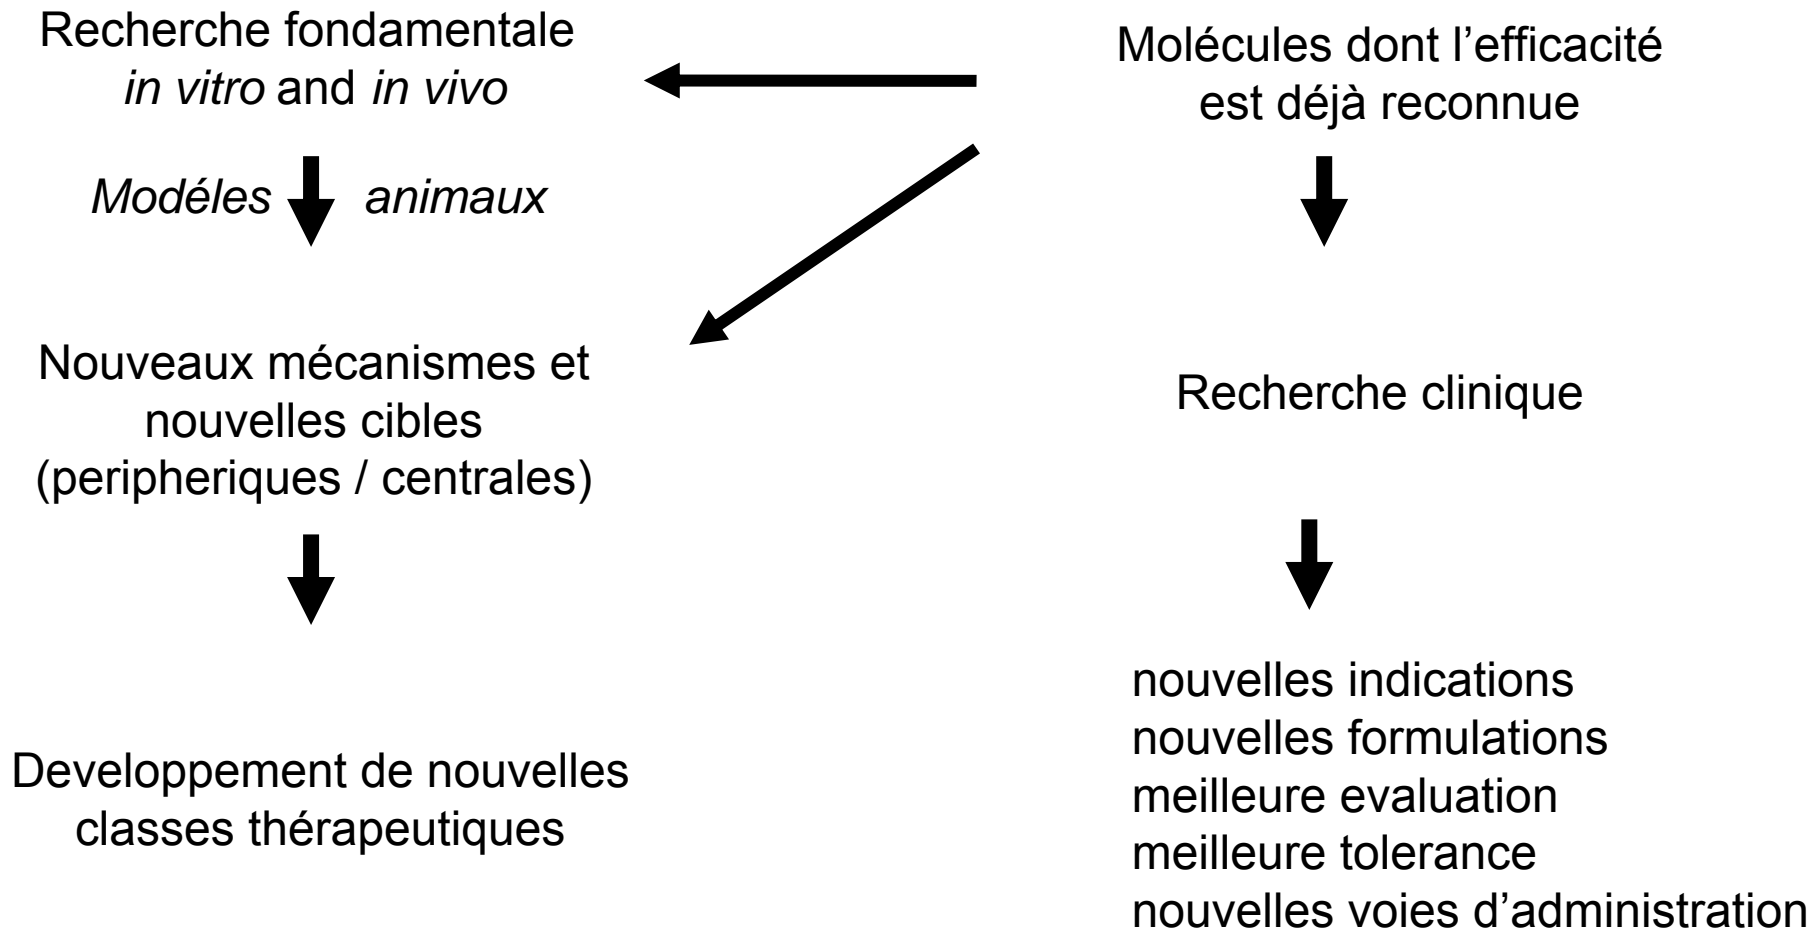 Recherche fondamentale
in vitro and in vivo
Modéles animaux
Nouveaux mécanismes et
nouvelles cibles
(peripheriques / centrales)
Developpement de nouvelles
classes thérapeutiques
Molécules dont l’efficacité
est déjà reconnue
Recherche clinique
nouvelles indications
nouvelles formulations
meilleure evaluation
meilleure tolerance
nouvelles voies d’administration